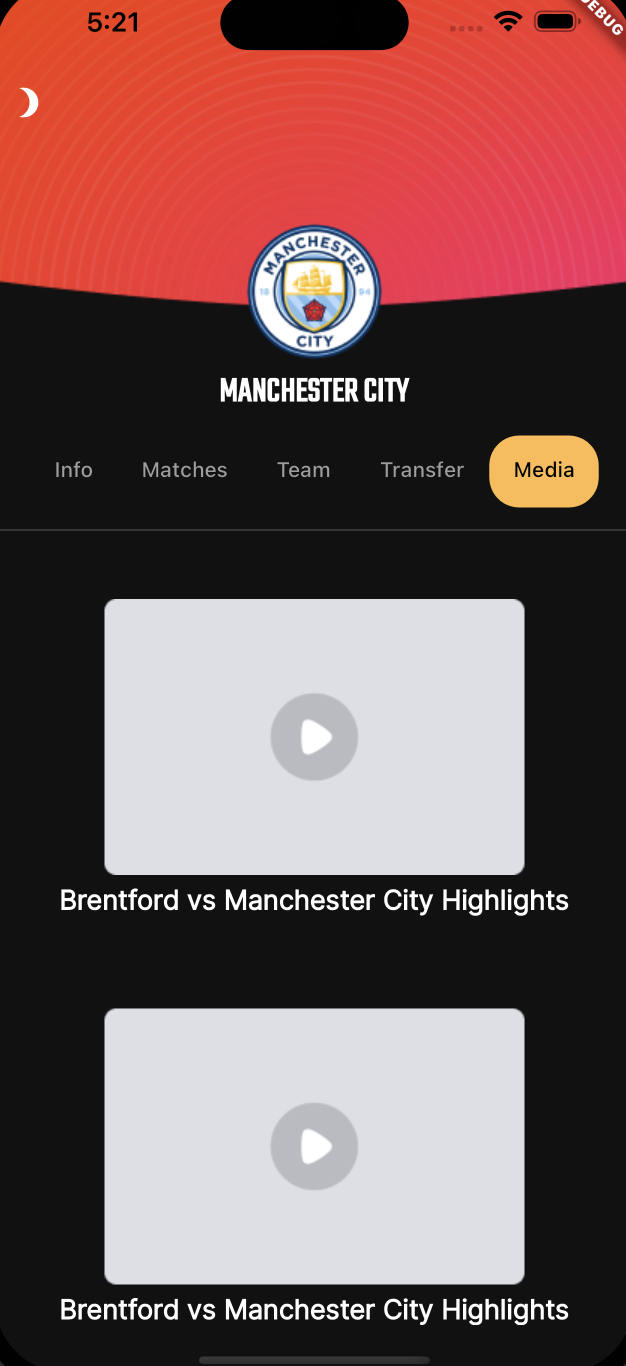 5:21
DEBUG
MANCHESTER
18 94
CITY
MANCHESTER CITY
Info Matches Team Transfer Media
Brentford vs Manchester City Highlights
Brentford vs Manchester City Highlights